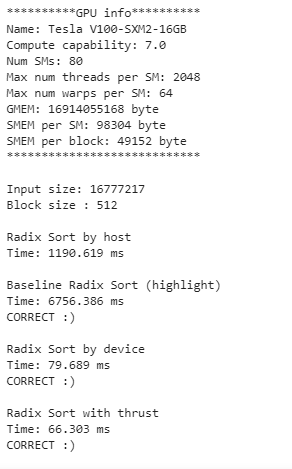 **********GPU info**********
Name: Tesla V100-SXM2-16GB
Compute capability: 7.0
Num SMs: 80
Max num threads per SM: 2048
Max num warps per SM: 64
GMEM: 16914055168 byte
SMEM per SM: 98304 byte
SMEM per block: 49152 byte
****************************
Input size: 16777217
Block size : 512
Radix Sort by host
Time: 1190.619 ms
Baseline Radix Sort (highlight)
Time: 6756.386 ms
CORRECT :)
Radix Sort by device
Time: 79.689 ms
CORRECT :)
Radix Sort with thrust
Time: 66.303 ms
CORRECT :)